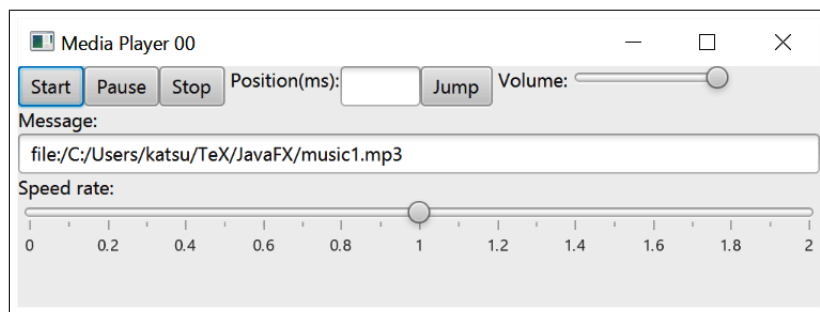 Media Player 00
Start Pause Stop Position(ms): Jump Volume:
Message:
file:/C:/Users/katsu/TeX/JavaFX/music1.mp3
Speed rate:
0 0.2 0.4 0.6 0.8 1 1.2 1.4 1.6 1.8 2